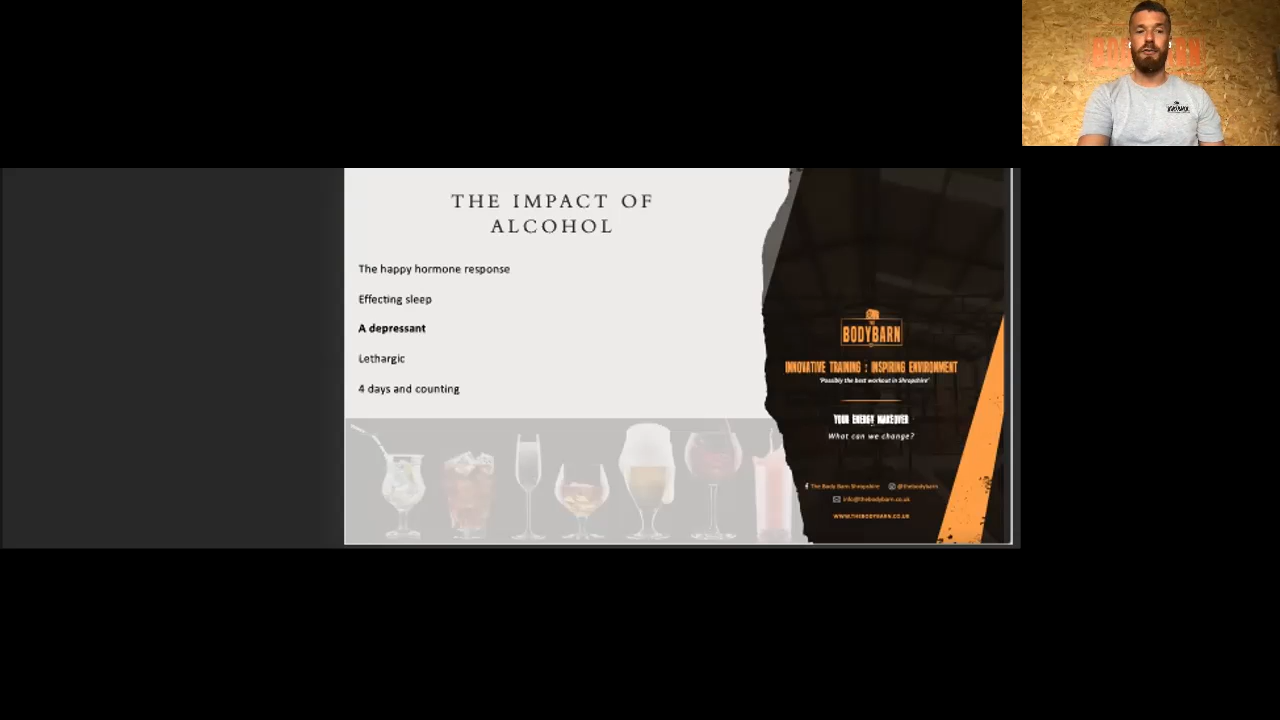 THE IMPACT OF
ALCOHOL
The happy hormone response
Effecting sleep
A depressant
Lethargic
4 days and counting
THE
BODYBARN
INNOVATIVE TRAINING : INSPIRING ENVIRONMENT
'Possibly the best workout in Shropshire'
YOUR ENERGY MAKEOVER
What can we change?
The Body Barn Shropshire @thebodybarn
info@thebodybarn.co.uk
WWW.THEBODYBARN.CO.UK